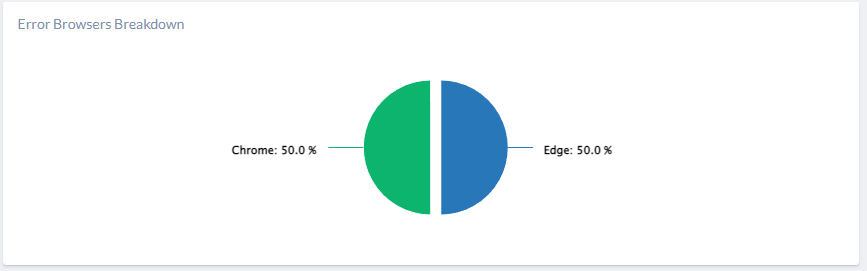 Error Browsers Breakdown
Chrome: 50.0 %
Edge: 50.0 %